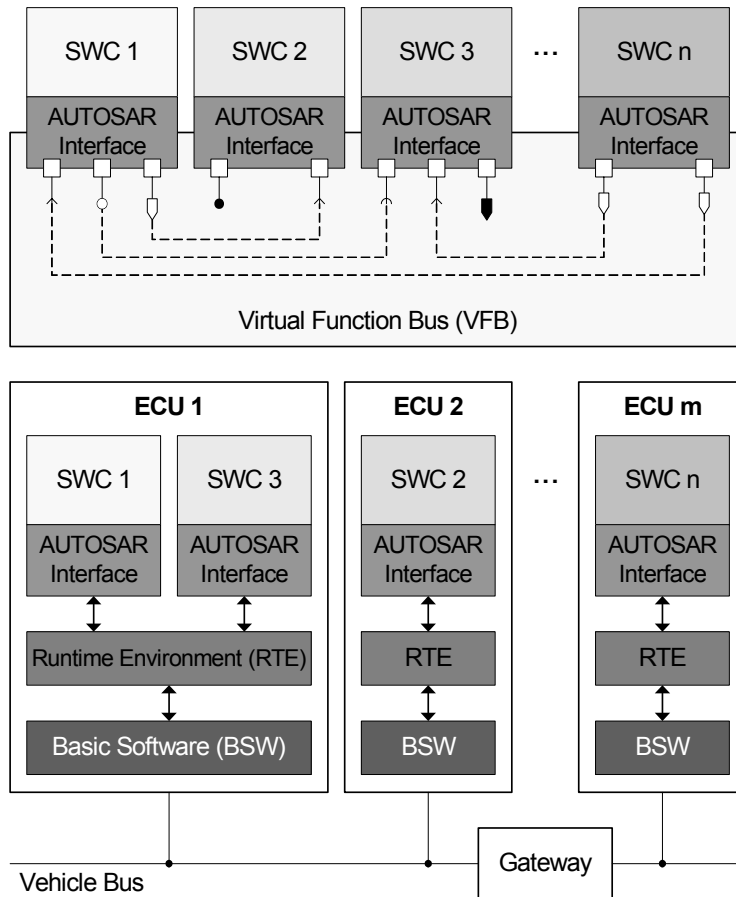 SWC 1
SWC 2
SWC 3
...
SWC n
AUTOSAR
Interface
AUTOSAR
Interface
AUTOSAR
Interface
AUTOSAR
Interface
Virtual Function Bus (VFB)
ECU 1
SWC 1
SWC 3
AUTOSAR
Interface
AUTOSAR
Interface
Runtime Environment (RTE)
Basic Software (BSW)
ECU 2
SWC 2
AUTOSAR
Interface
RTE
BSW
...
ECU m
SWC n
AUTOSAR
Interface
RTE
BSW
Gateway
Vehicle Bus